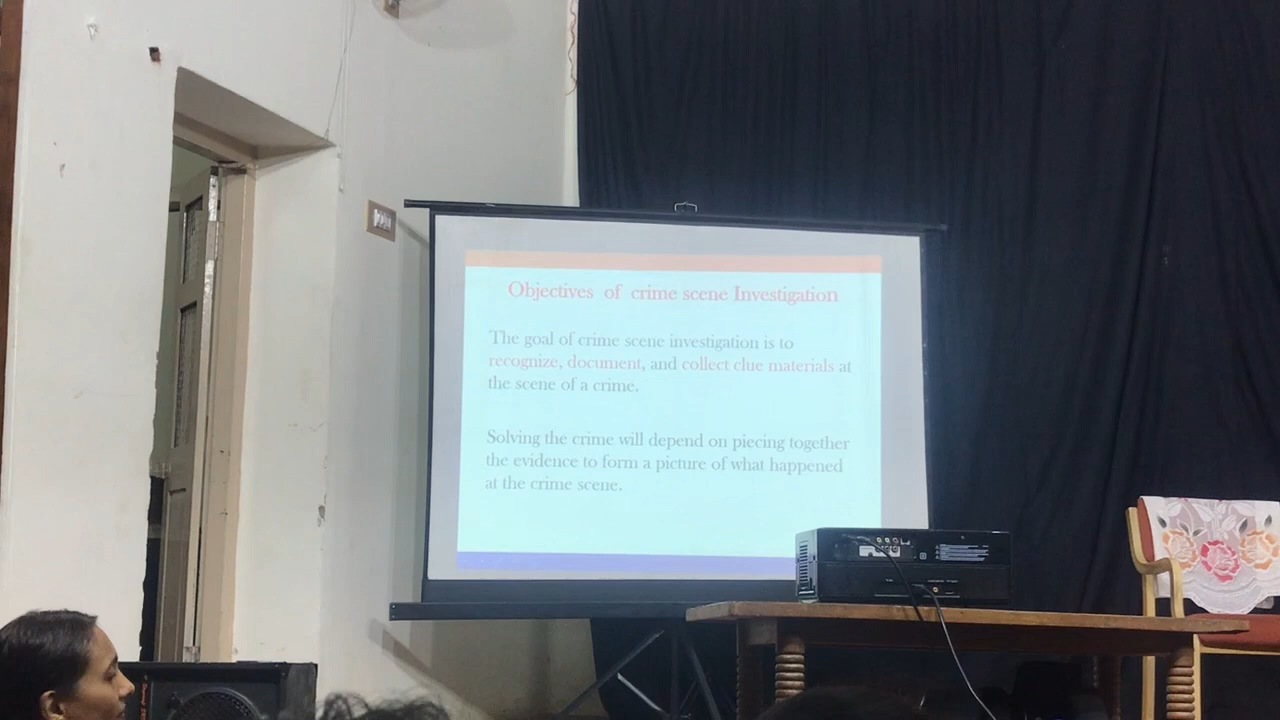 Objectives of crime scene Investigation
The goal of crime scene investigation is to
recognize, document, and collect clue materials at
the scene of a crime.
Solving the crime will depend on piecing together
the evidence to form a picture of what happened
at the crime scene.